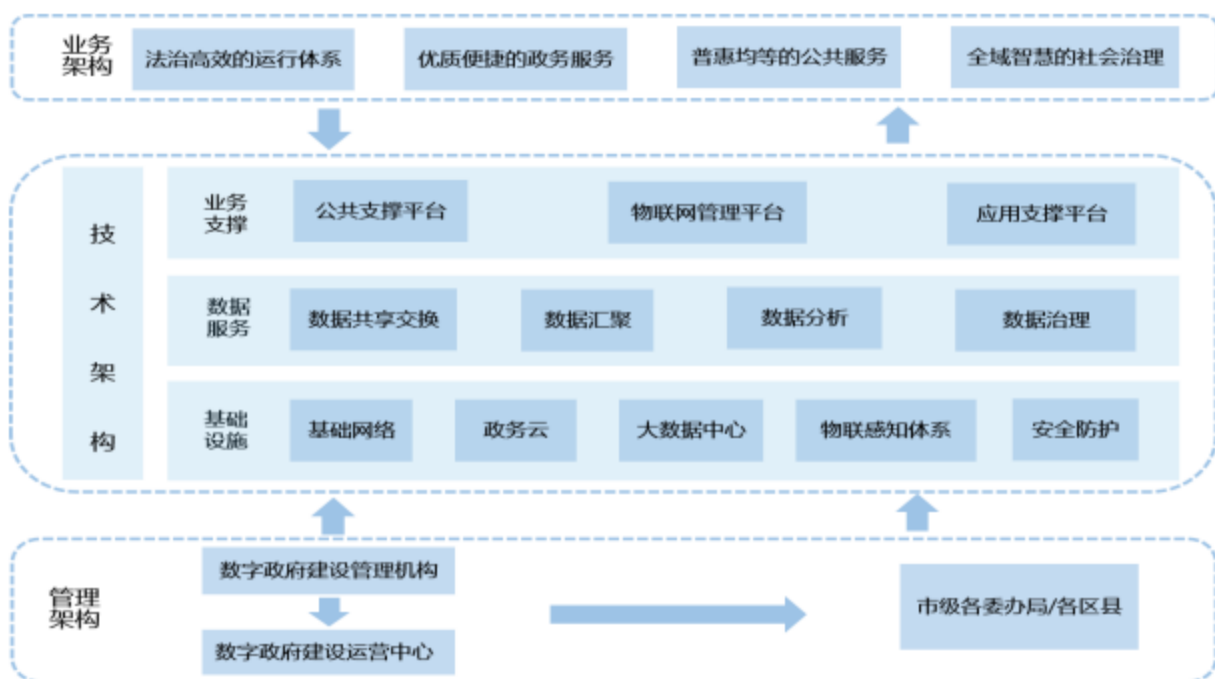 业务
架构
法治高效的运行体系
优质便捷的政务服务
普惠均等的公共服务
全域智慧的社会治理
技
术
架
构
业务
支撑
公共支撑平台
物联网管理平台
应用支撑平台
数据
服务
数据共享交换
数据汇聚
数据分析
数据治理
基础
设施
基础网络
政务云
大数据中心
物联感知体系
安全防护
管理
架构
数字政府建设管理机构
数字政府建设运营中心
市级各委办局/各区县